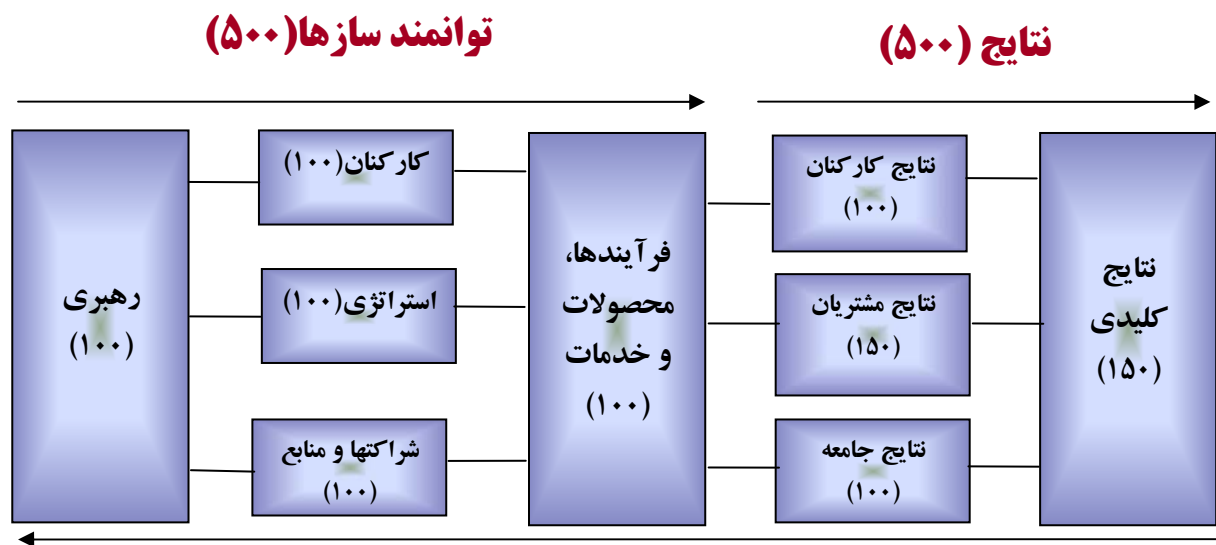 توانمند سازها(۵۰۰)
نتایج (۵۰۰)
رهبری
(۱۰۰)
کارکنان(۱۰۰)
استراتژی(۱۰۰)
شراکتها و منابع
(۱۰۰)
فرآیندها،
محصولات
و خدمات
(۱۰۰)
نتایج کارکنان
(۱۰۰)
نتایج مشتریان
(۱۵۰)
نتایج جامعه
(۱۰۰)
نتایج
کلیدی
(۱۵۰)